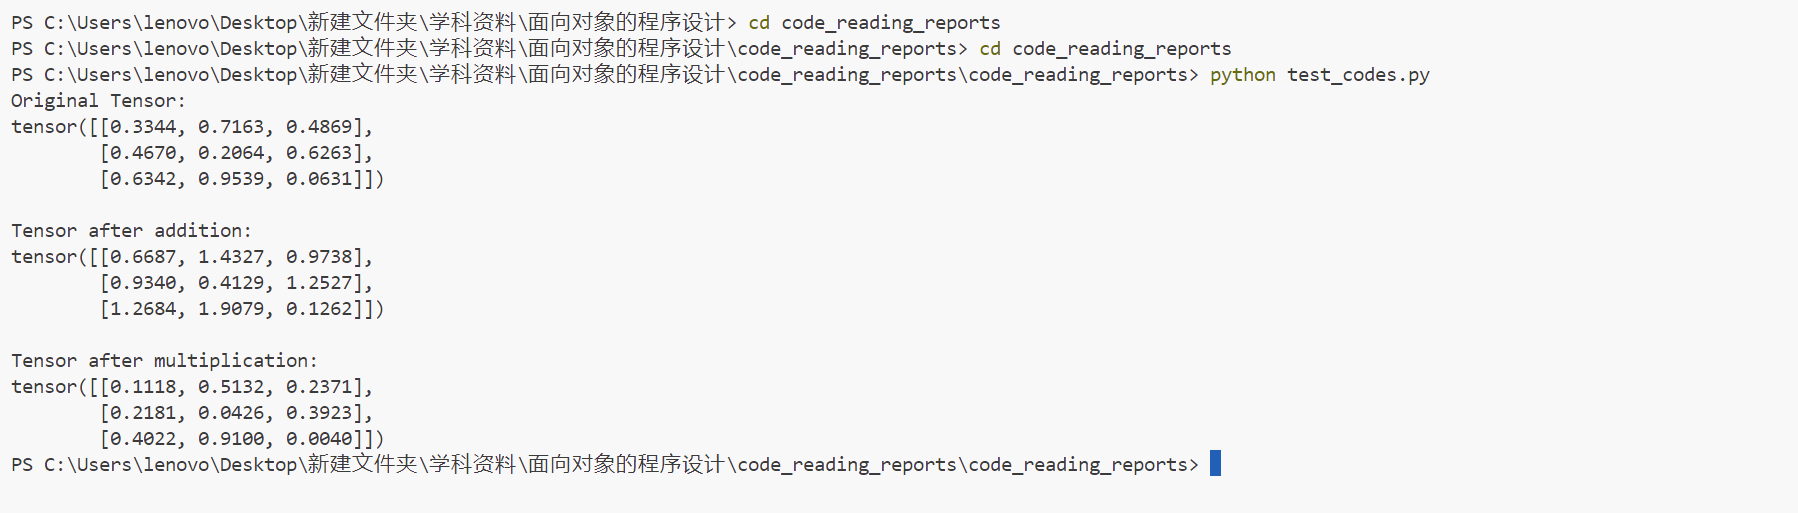 PS C:\Users\lenovo\Desktop\新建文件夹\学科资料\面向对象的程序设计> cd code_reading_reports
PS C:\Users\lenovo\Desktop\新建文件夹\学科资料\面向对象的程序设计\code_reading_reports> cd code_reading_reports
PS C:\Users\lenovo\Desktop\新建文件夹\学科资料\面向对象的程序设计\code_reading_reports\code_reading_reports> python test_codes.py
Original Tensor:
tensor([[0.3344, 0.7163, 0.4869],
        [0.4670, 0.2064, 0.6263],
        [0.6342, 0.9539, 0.0631]])

Tensor after addition:
tensor([[0.6687, 1.4327, 0.9738],
        [0.9340, 0.4129, 1.2527],
        [1.2684, 1.9079, 0.1262]])

Tensor after multiplication:
tensor([[0.1118, 0.5132, 0.2371],
        [0.2181, 0.0426, 0.3923],
        [0.4022, 0.9100, 0.0040]])
PS C:\Users\lenovo\Desktop\新建文件夹\学科资料\面向对象的程序设计\code_reading_reports\code_reading_reports>